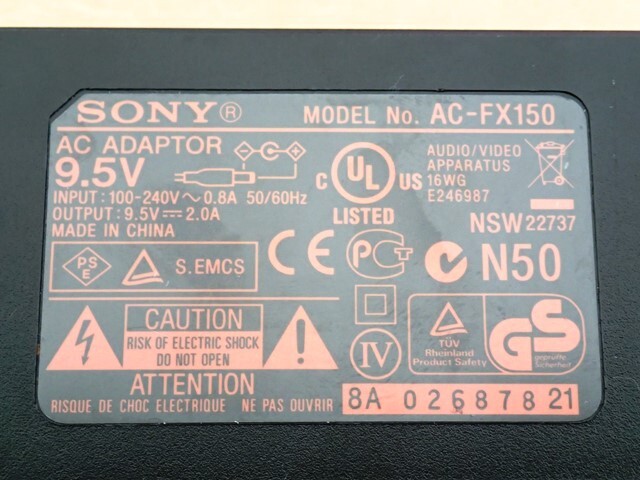 SONY® MODEL No. AC-FX150
AC ADAPTOR
9.5V
INPUT: 100-240V~0.8A 50/60Hz
OUTPUT: 9.5V⎓2.0A
MADE IN CHINA
C UL US
LISTED
AUDIO/VIDEO
APPARATUS
16WG
E246987
NSW22737
N50
PS
E
S.EMCS
CE
PCT
CAUTION
RISK OF ELECTRIC SHOCK
DO NOT OPEN
ATTENTION
RISQUE DE CHOC ELECTRIQUE NE PAS OUVRIR
IV
TÜV
Rheinland
Product Safety
GS
geprüfte
Sicherheit
8A 0268782 1